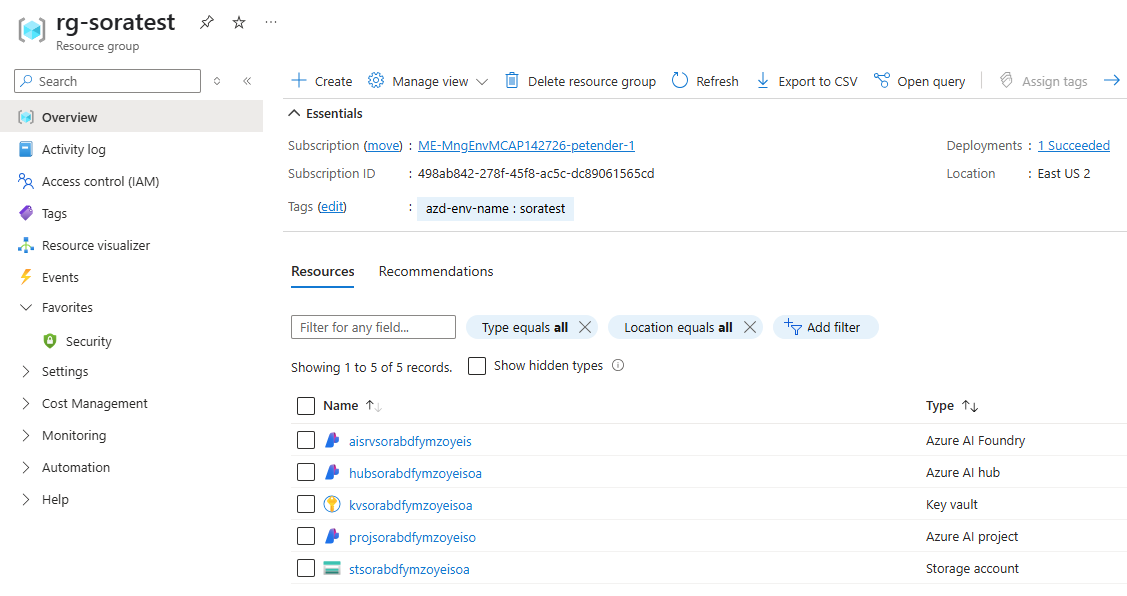 rg-soratest
Resource group
Search
Overview
Activity log
Access control (IAM)
Tags
Resource visualizer
Events
Favorites
Security
Settings
Cost Management
Monitoring
Automation
Help
Create Manage view Delete resource group Refresh Export to CSV Open query Assign tags
Essentials
Subscription (move) : ME-MngEnvMCAP142726-petender-1 Deployments : 1 Succeeded
Subscription ID : 498ab842-278f-45f8-ac5c-dc89061565cd Location : East US 2
Tags (edit) : azd-env-name : soratest
Resources Recommendations
Filter for any field... Type equals all Location equals all Add filter
Showing 1 to 5 of 5 records. Show hidden types
Name Type
aisrvsorabdfymzoyeis Azure AI Foundry
hubsorabdfymzoyeisoa Azure AI hub
kvsorabdfymzoyeisoa Key vault
projsorabdfymzoyeiso Azure AI project
stsorabdfymzoyeisoa Storage account